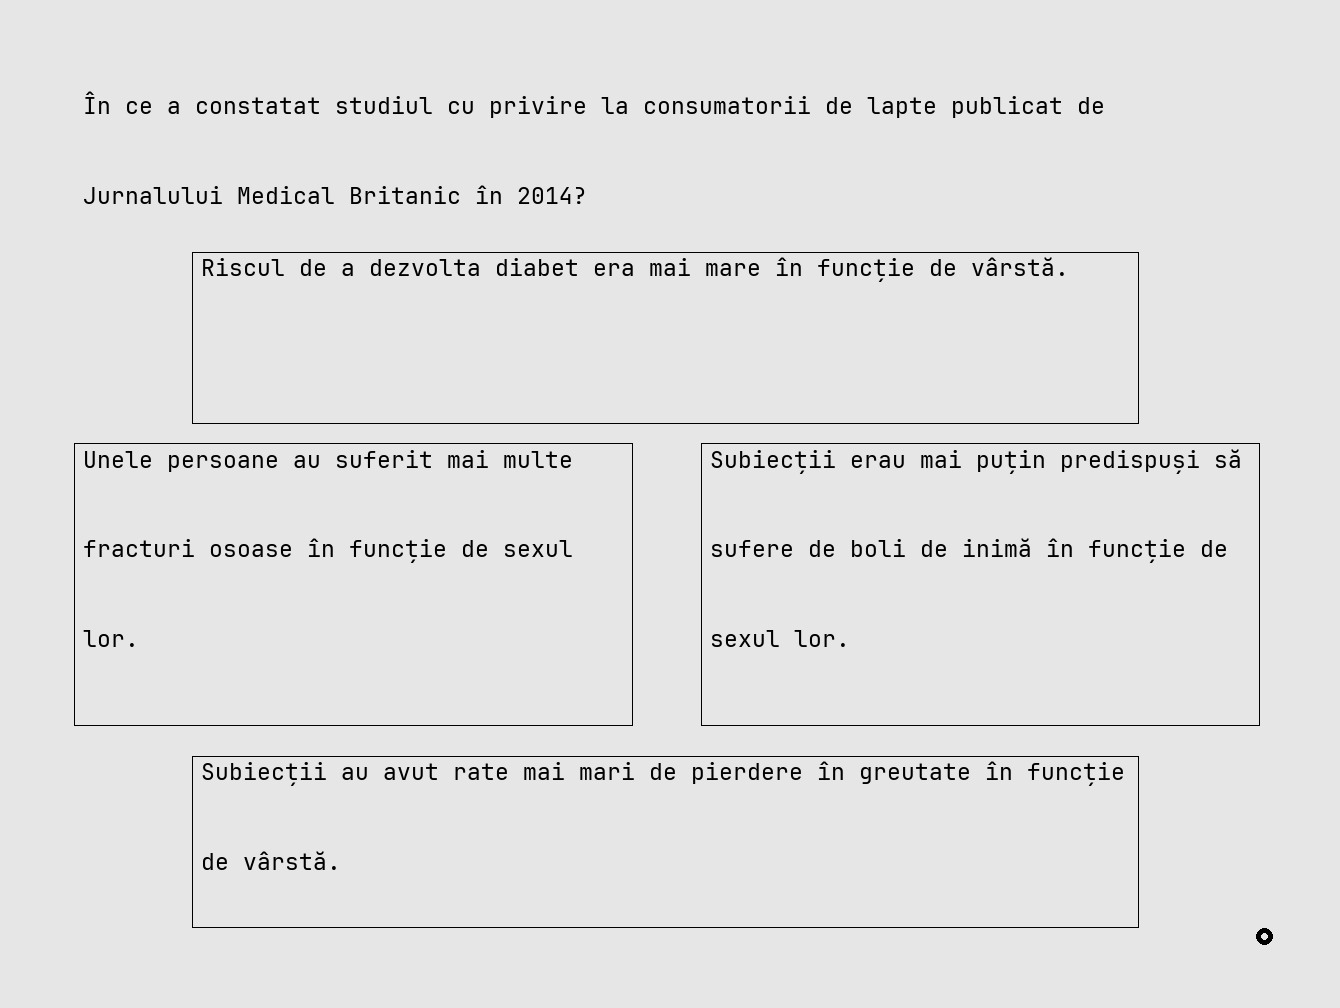 În ce a constatat studiul cu privire la consumatorii de lapte publicat de
Jurnalului Medical Britanic în 2014?
Riscul de a dezvolta diabet era mai mare în funcție de vârstă.
Unele persoane au suferit mai multe
fracturi osoase în funcție de sexul
lor.
Subiecții erau mai puțin predispuși să
sufere de boli de inimă în funcție de
sexul lor.
Subiecții au avut rate mai mari de pierdere în greutate în funcție
de vârstă.